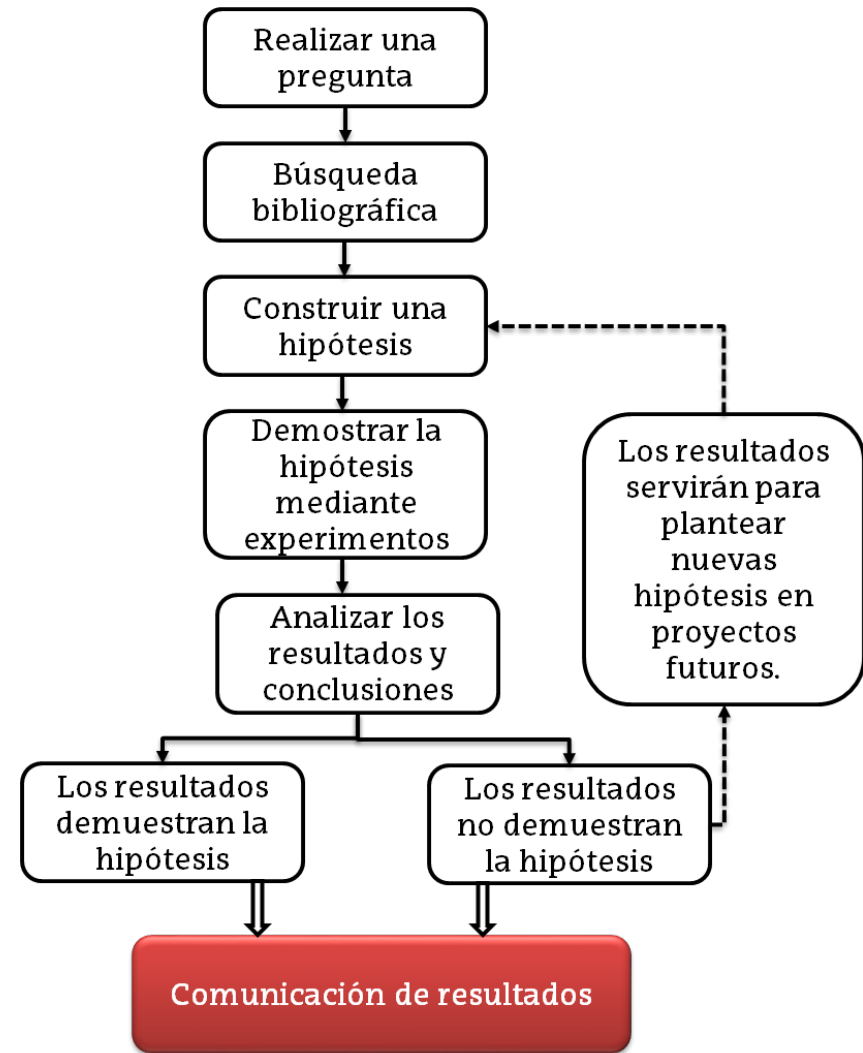 Realizar una
pregunta
Búsqueda
bibliográfica
Construir una
hipótesis
Demostrar la
hipótesis
mediante
experimentos
Analizar los
resultados y
conclusiones
Los resultados
demuestran la
hipótesis
Los resultados
no demuestran
la hipótesis
Los resultados
servirán para
plantear
nuevas
hipótesis en
proyectos
futuros.
Comunicación de resultados